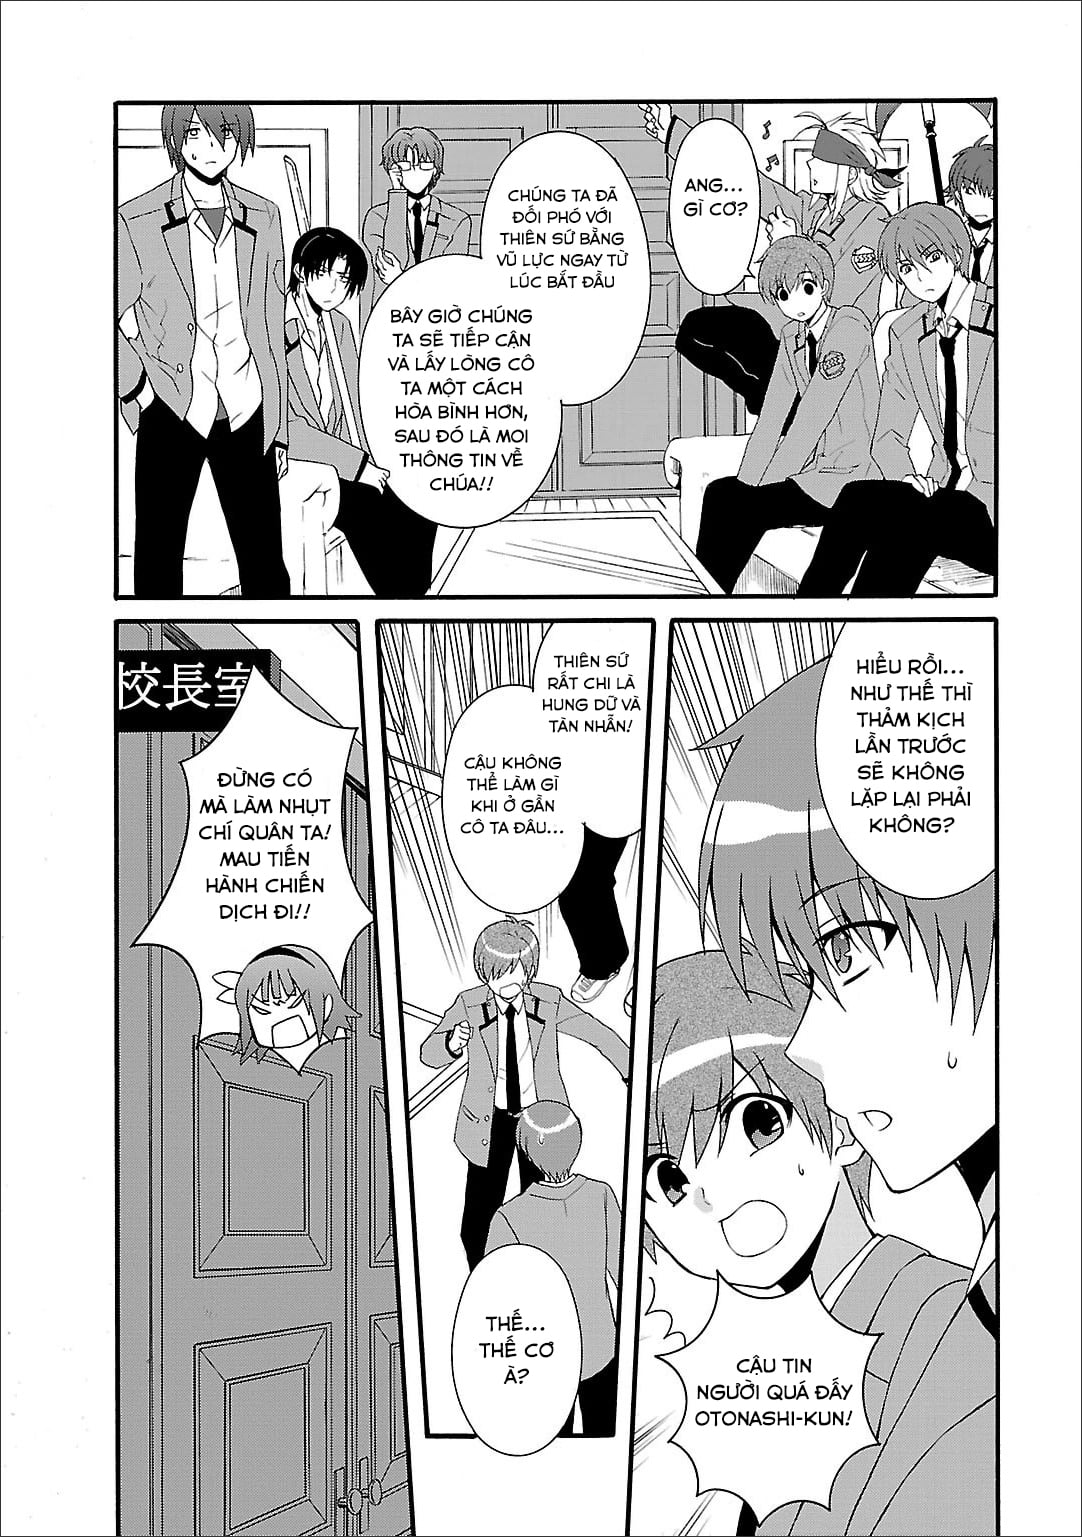 ANG...
GÌ CƠ?
CHÚNG TA ĐÃ
ĐỐI PHÓ VỚI
THIÊN SỨ BẰNG
VŨ LỰC NGAY TỪ
LÚC BẮT ĐẦU
BÂY GIỜ CHÚNG
TA SẼ TIẾP CẬN
VÀ LẤY LÒNG CÔ
TA MỘT CÁCH
HÒA BÌNH HƠN,
SAU ĐÓ LÀ MOI
THÔNG TIN VỀ
CHÚA!!
HIỂU RỒI...
NHƯ THẾ THÌ
THẢM KỊCH
LẦN TRƯỚC
SẼ KHÔNG
LẶP LẠI PHẢI
KHÔNG?
CẬU TIN
NGƯỜI QUÁ ĐẤY
OTONASHI-KUN!
THIÊN SỨ
RẤT CHI LÀ
HUNG DỮ VÀ
TÀN NHẪN!
CẬU KHÔNG
THỂ LÀM GÌ
KHI Ở GẦN
CÔ TA ĐÂU...
THẾ...
THẾ CƠ
À?
校長室
ĐỪNG CÓ
MÀ LÀM NHỤT
CHÍ QUÂN TA!
MAU TIẾN
HÀNH CHIẾN
DỊCH ĐI!!